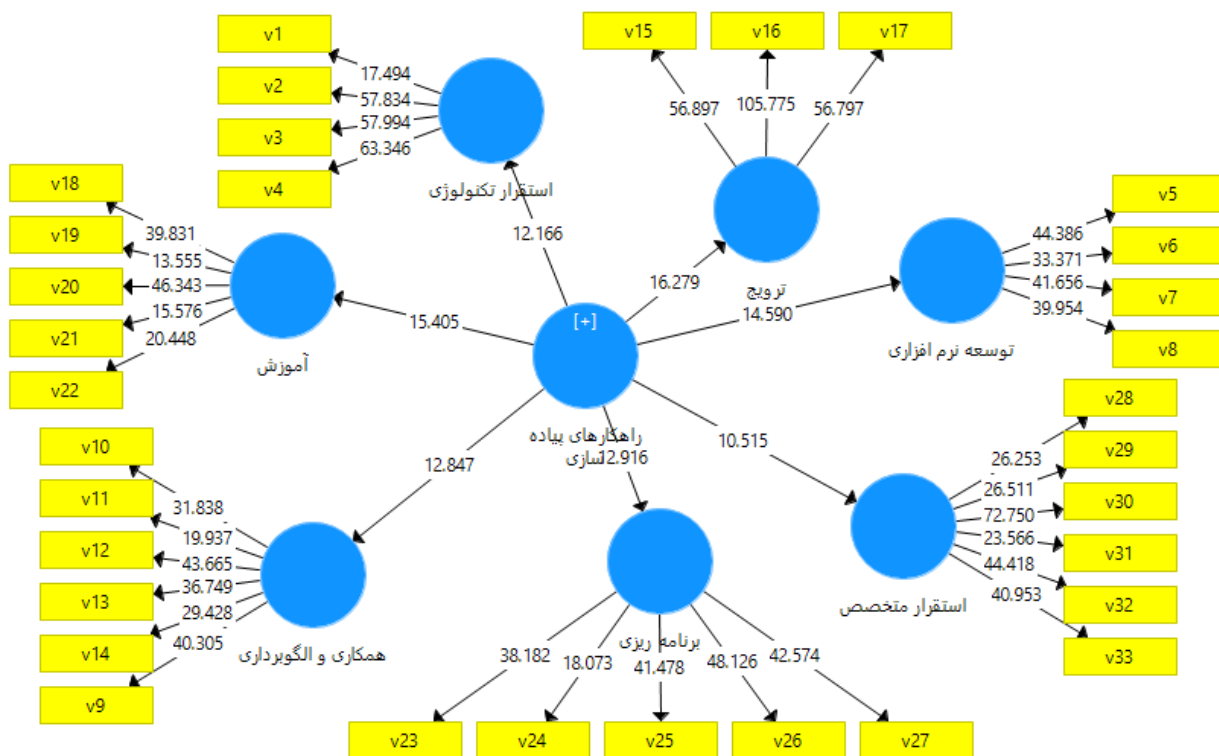 v1
v2
v3
v4
17.494
57.834
57.994
63.346
استقرار تکنولوژی
12.166
v15
v16
v17
56.897
105.775
56.797
ترویج
16.279
v5
v6
v7
v8
44.386
33.371
41.656
39.954
توسعه نرم افزاری
14.590
v18
v19
v20
v21
v22
39.831
13.555
46.343
15.576
20.448
آموزش
15.405
[+]
راهکارهای پیاده
سازی
12.916
10.515
12.847
v10
v11
v12
v13
v14
v9
31.838
19.937
43.665
36.749
29.428
40.305
همکاری و الگوبرداری
برنامه ریزی
38.182
18.073
41.478
48.126
42.574
v23
v24
v25
v26
v27
v28
v29
v30
v31
v32
v33
26.253
26.511
72.750
23.566
44.418
40.953
استقرار متخصص